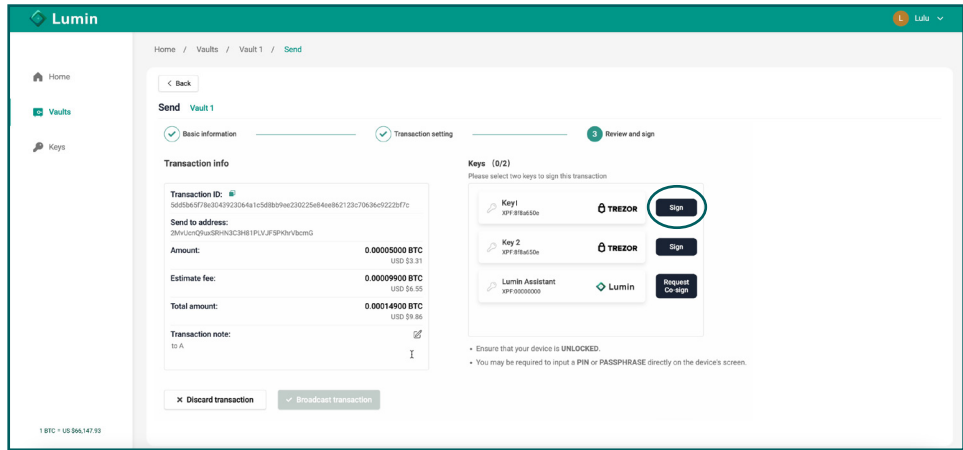 Lumin
L Lulu
Home / Vaults / Vault 1 / Send
Home
Vaults
Keys
< Back
Send Vault 1
Basic information
Transaction setting
3 Review and sign
Transaction info
Transaction ID:
5dd5b65f78e3043923064a1c5d8bb9ee230225e84ee862123c70636c9222bf7c
Send to address:
2MvUcnQ9uxSRHN3C3H81PLVJF5PKhrVbcmG
Amount: 0.00005000 BTC
USD $3.31
Estimate fee: 0.00009900 BTC
USD $6.55
Total amount: 0.00014900 BTC
USD $9.86
Transaction note:
to A
Keys (0/2)
Please select two keys to sign this transaction
Key1
XPF:8f8a650e
TREZOR
Sign
Key 2
XPF:8f8a650e
TREZOR
Sign
Lumin Assistant
XPF:00000000
Lumin
Request
Co-sign
• Ensure that your device is UNLOCKED.
• You may be required to input a PIN or PASSPHRASE directly on the device's screen.
Discard transaction
Broadcast transaction
1 BTC = US $66,147.93